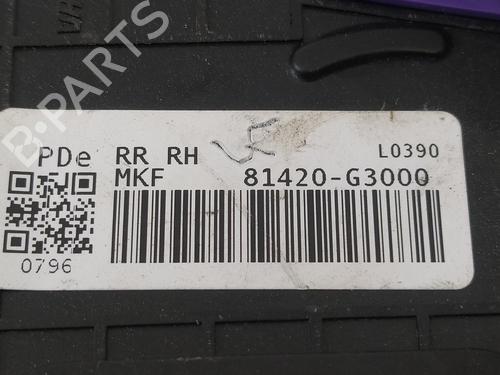 B-PARTS
PDe RR RH L0390
MKF 81420-G3000
0796